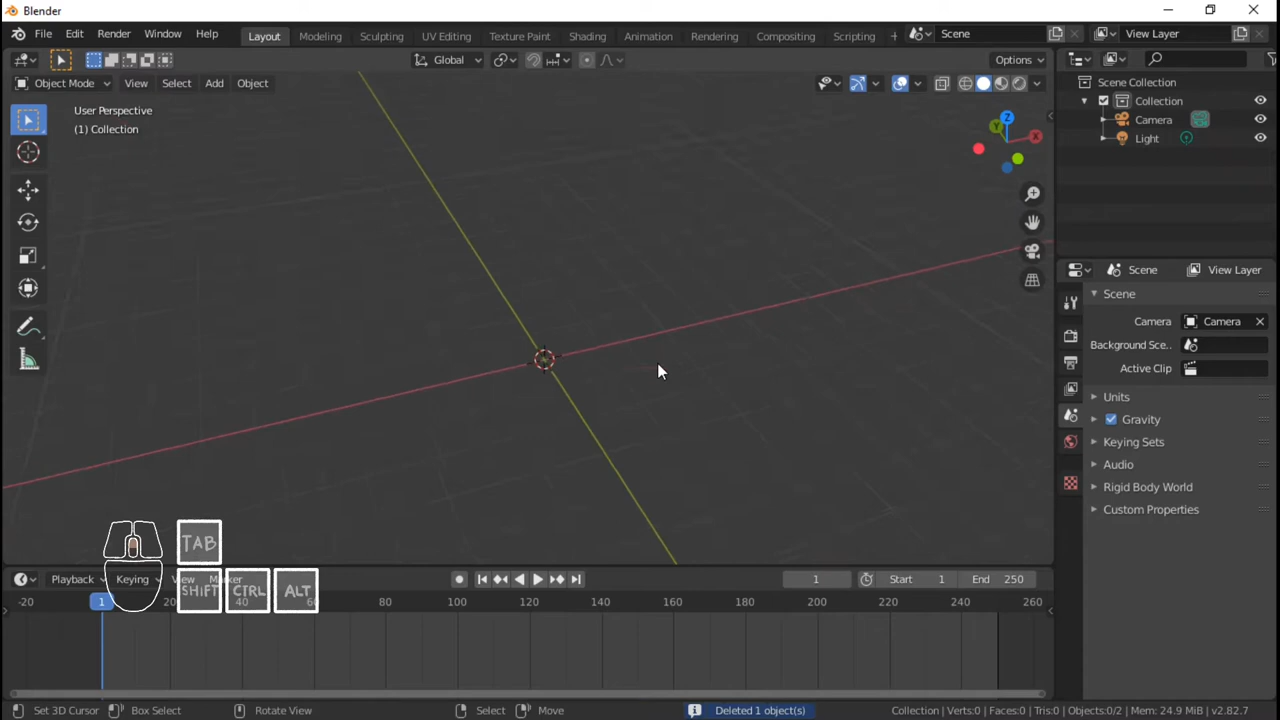 Blender
File Edit Render Window Help Layout Modeling Sculpting UV Editing Texture Paint Shading Animation Rendering Compositing Scripting + Scene View Layer
Global Options
Object Mode View Select Add Object
User Perspective
(1) Collection
Z
Y
X
Scene Collection
Collection
Camera
Light
Scene View Layer
Scene
Camera Camera
Background Sce..
Active Clip
Units
Gravity
Keying Sets
Audio
Rigid Body World
Custom Properties
TAB
SHIFT CTRL ALT
Playback Keying View Marker 1 Start 1 End 250
-20 1 20 40 60 80 100 120 140 160 180 200 220 240 260
Set 3D Cursor Box Select Rotate View Select Move Deleted 1 object(s) Collection | Verts:0 | Faces:0 | Tris:0 | Objects:0/2 | Mem: 24.9 MiB | v2.82.7